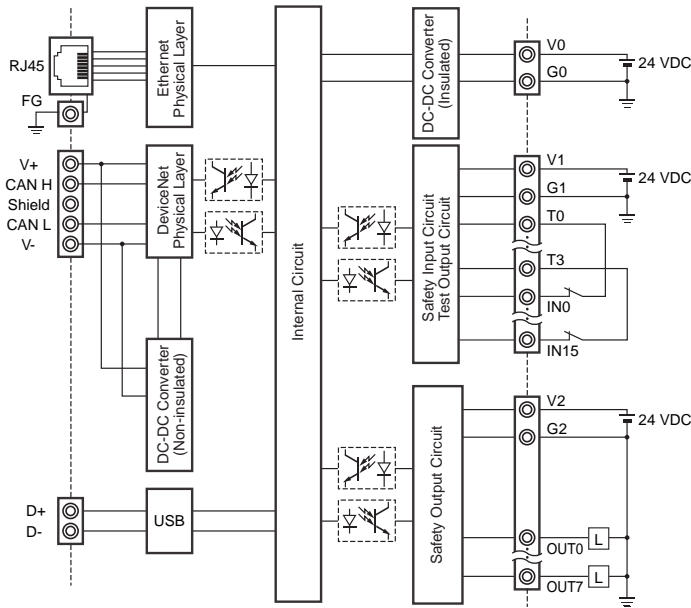 RJ45
FG
Ethernet
Physical Layer
V+
CAN H
Shield
CAN L
V-
DeviceNet
Physical Layer
DC-DC Converter
(Non-insulated)
D+
D-
USB
Internal Circuit
DC-DC Converter
(Insulated)
V0
G0
24 VDC
Safety Input Circuit
Test Output Circuit
V1
G1
T0
T3
IN0
IN15
24 VDC
Safety Output Circuit
V2
G2
24 VDC
OUT0
L
OUT7
L